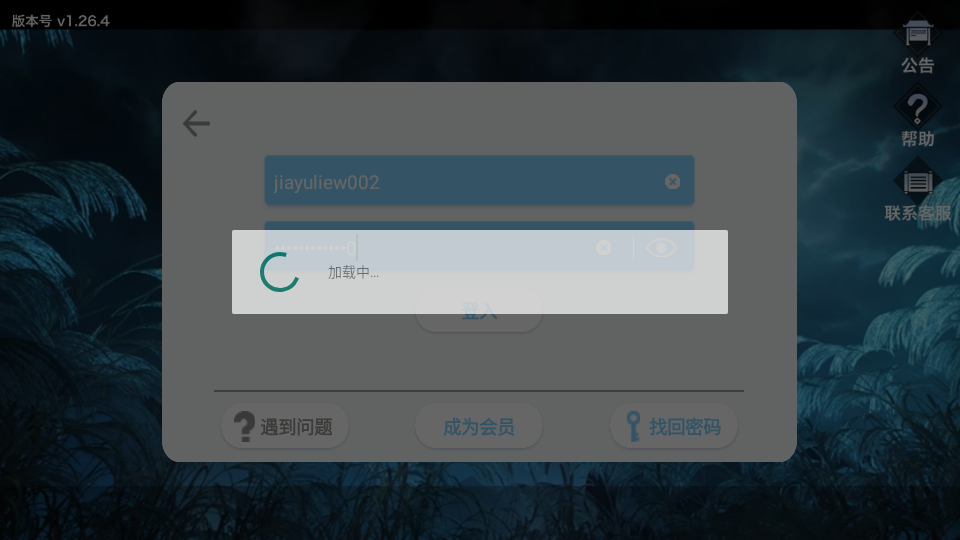 版本号 v1.26.4
公告
帮助
联系客服
jiayuliew002
•••••••••••0
加载中...
登入
遇到问题
成为会员
找回密码